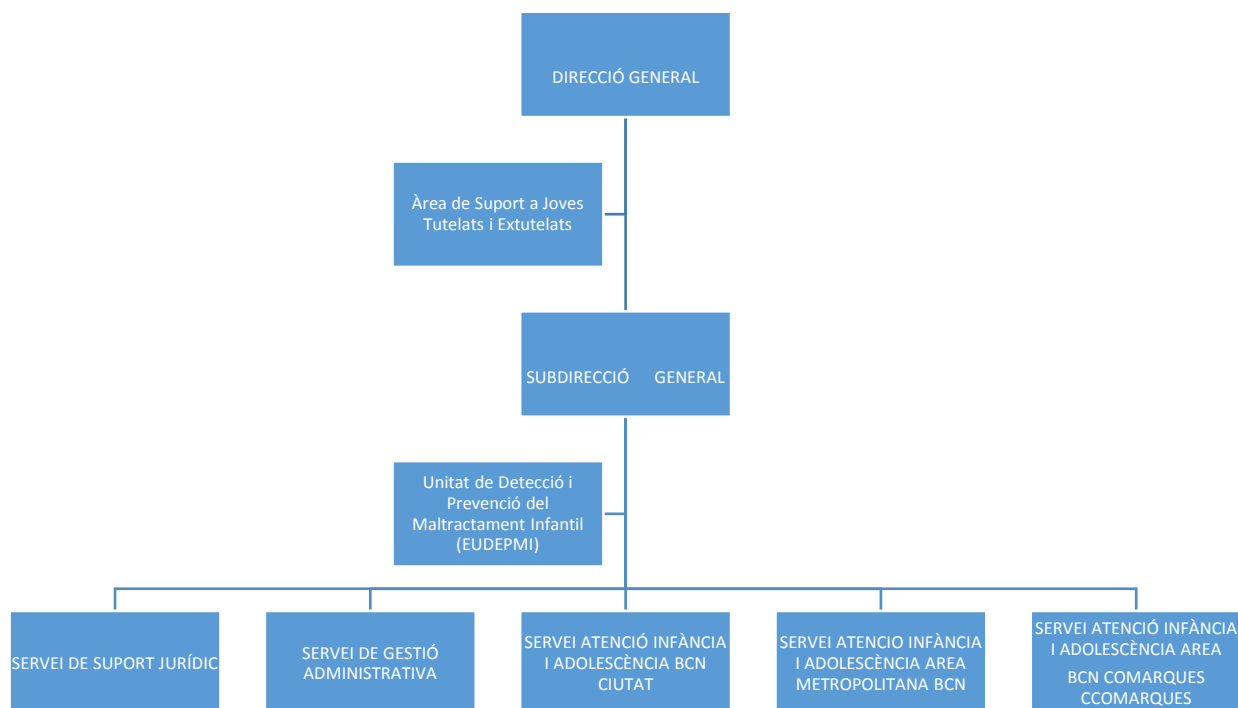 DIRECCIÓ GENERAL
Àrea de Suport a Joves
Tutelats i Extutelats
SUBDIRECCIÓ GENERAL
Unitat de Detecció i
Prevenció del
Maltractament Infantil
(EUDEPMI)
SERVEI DE SUPORT JURÍDIC
SERVEI DE GESTIÓ
ADMINISTRATIVA
SERVEI ATENCIÓ INFÀNCIA
I ADOLESCÈNCIA BCN
CIUTAT
SERVEI ATENCIO INFÀNCIA
I ADOLESCÈNCIA AREA
METROPOLITANA BCN
SERVEI ATENCIÓ INFÀNCIA
I ADOLESCÈNCIA AREA
BCN COMARQUES
CCOMARQUES